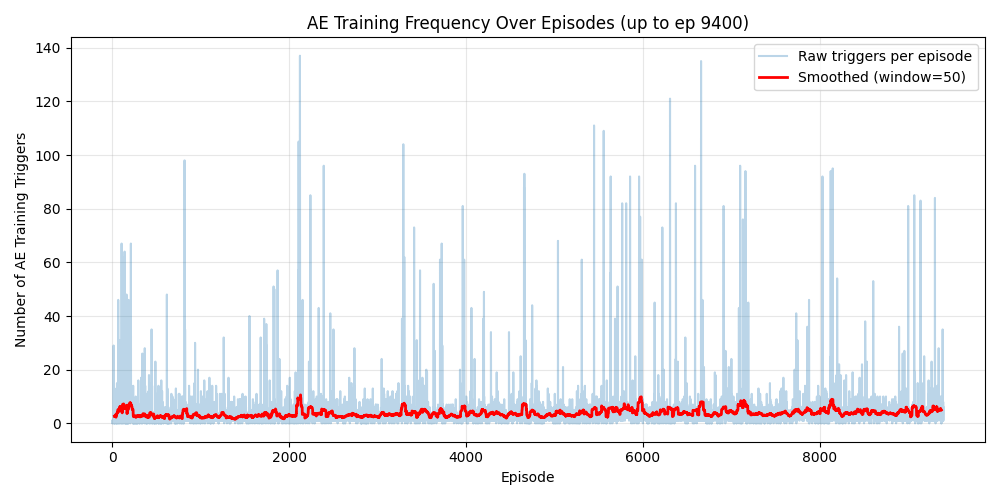 AE Training Frequency Over Episodes (up to ep 9400)
Raw triggers per episode
Smoothed (window=50)
Number of AE Training Triggers
140
120
100
80
60
40
20
0
0 2000 4000 6000 8000
Episode